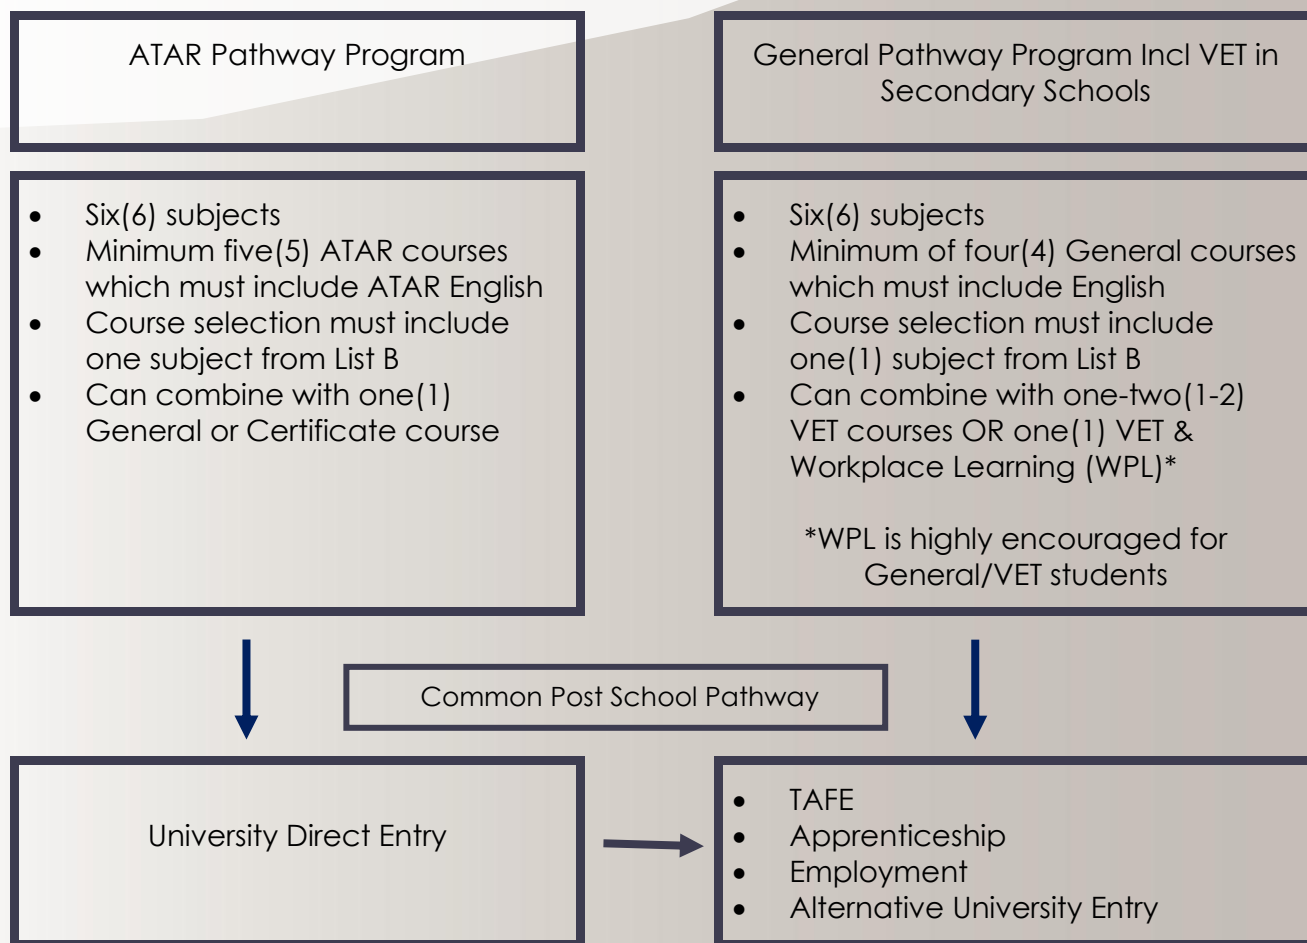 ATAR Pathway Program
General Pathway Program Incl VET in
Secondary Schools
• Six(6) subjects
• Minimum five(5) ATAR courses
which must include ATAR English
• Course selection must include
one subject from List B
• Can combine with one(1)
General or Certificate course
• Six(6) subjects
• Minimum of four(4) General courses
which must include English
• Course selection must include
one(1) subject from List B
• Can combine with one-two(1-2)
VET courses OR one(1) VET &
Workplace Learning (WPL)*
*WPL is highly encouraged for
General/VET students
Common Post School Pathway
University Direct Entry
• TAFE
• Apprenticeship
• Employment
• Alternative University Entry